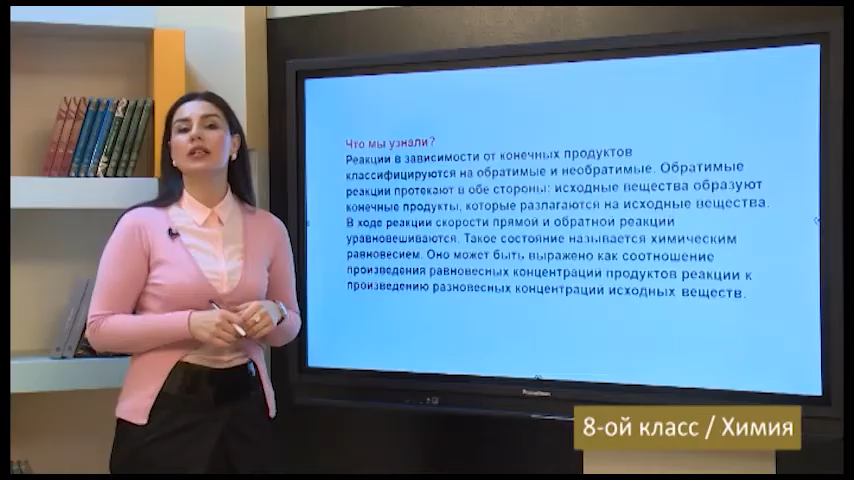 Что мы узнали?
Реакции в зависимости от конечных продуктов
классифицируются на обратимые и необратимые. Обратимые
реакции протекают в обе стороны: исходные вещества образуют
конечные продукты, которые разлагаются на исходные вещества.
В ходе реакции скорости прямой и обратной реакции
уравновешиваются. Такое состояние называется химическим
равновесием. Оно может быть выражено как соотношение
произведения равновесных концентраций продуктов реакции к
произведению разновесных концентрации исходных веществ.
8-ой класс / Химия